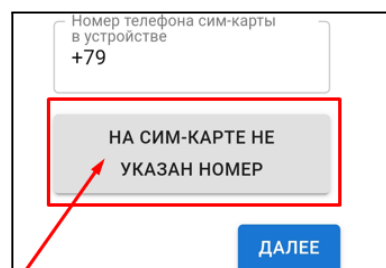 Номер телефона сим-карты
в устройстве
+79
НА СИМ-КАРТЕ НЕ
УКАЗАН НОМЕР
ДАЛЕЕ